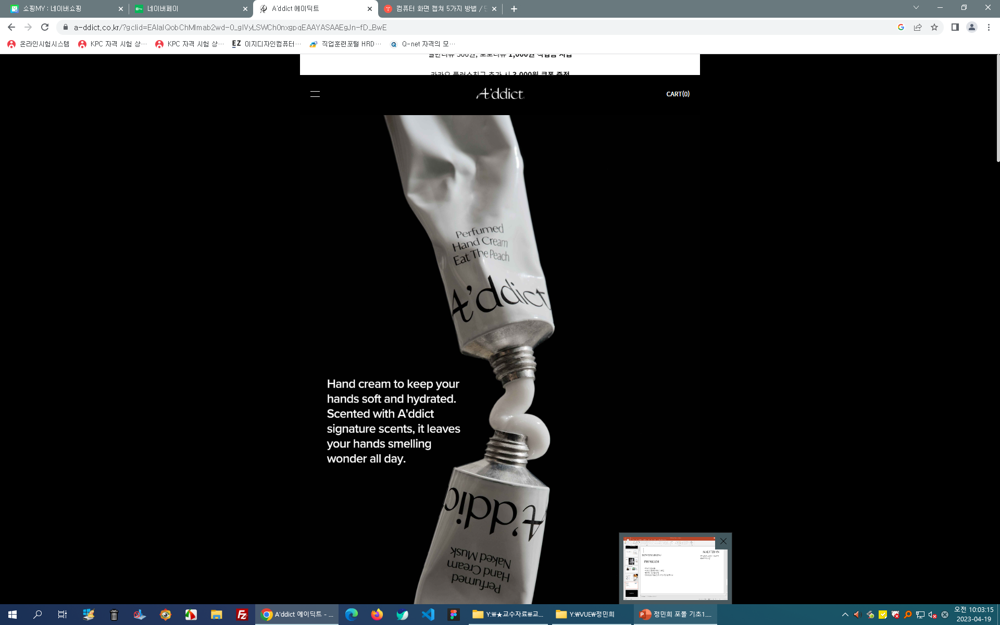 쇼핑MY : 네이버쇼핑
네이버페이
A'ddict 에이딕트
컴퓨터 화면 캡쳐 5가지 방법 /
a-ddict.co.kr/?gclid=EAIaIQobChMImab2wd-0_gIVyLSWCh0nxgpqEAAYASAAEgJn-fD_BwE
온라인시험시스템
KPC 자격 시험 상…
KPC 자격 시험 상…
EZ 이지디자인컴퓨터…
직업훈련포털 HRD…
Q-net 자격의 모…
일반리뷰 500원, 포토리뷰 1,000원 적립금 지급
카카오 플러스친구 추가 시 3,000원 쿠폰 증정
A'ddict
CART(0)
Perfumed
Hand Cream
Eat The Peach
A'ddict
Hand cream to keep your
hands soft and hydrated.
Scented with A'ddict
signature scents, it leaves
your hands smelling
wonder all day.
A'ddic
Naked Musk
Hand Cream
Perfumed
SOLUTION
BENCHMARKING
PROBLEM
A'ddict 에이딕트 - ...
Y:₩★교수자료₩교...
Y:₩VUE₩정민희
정민희 포폴 기초1....
오전 10:03:15
2023-04-19